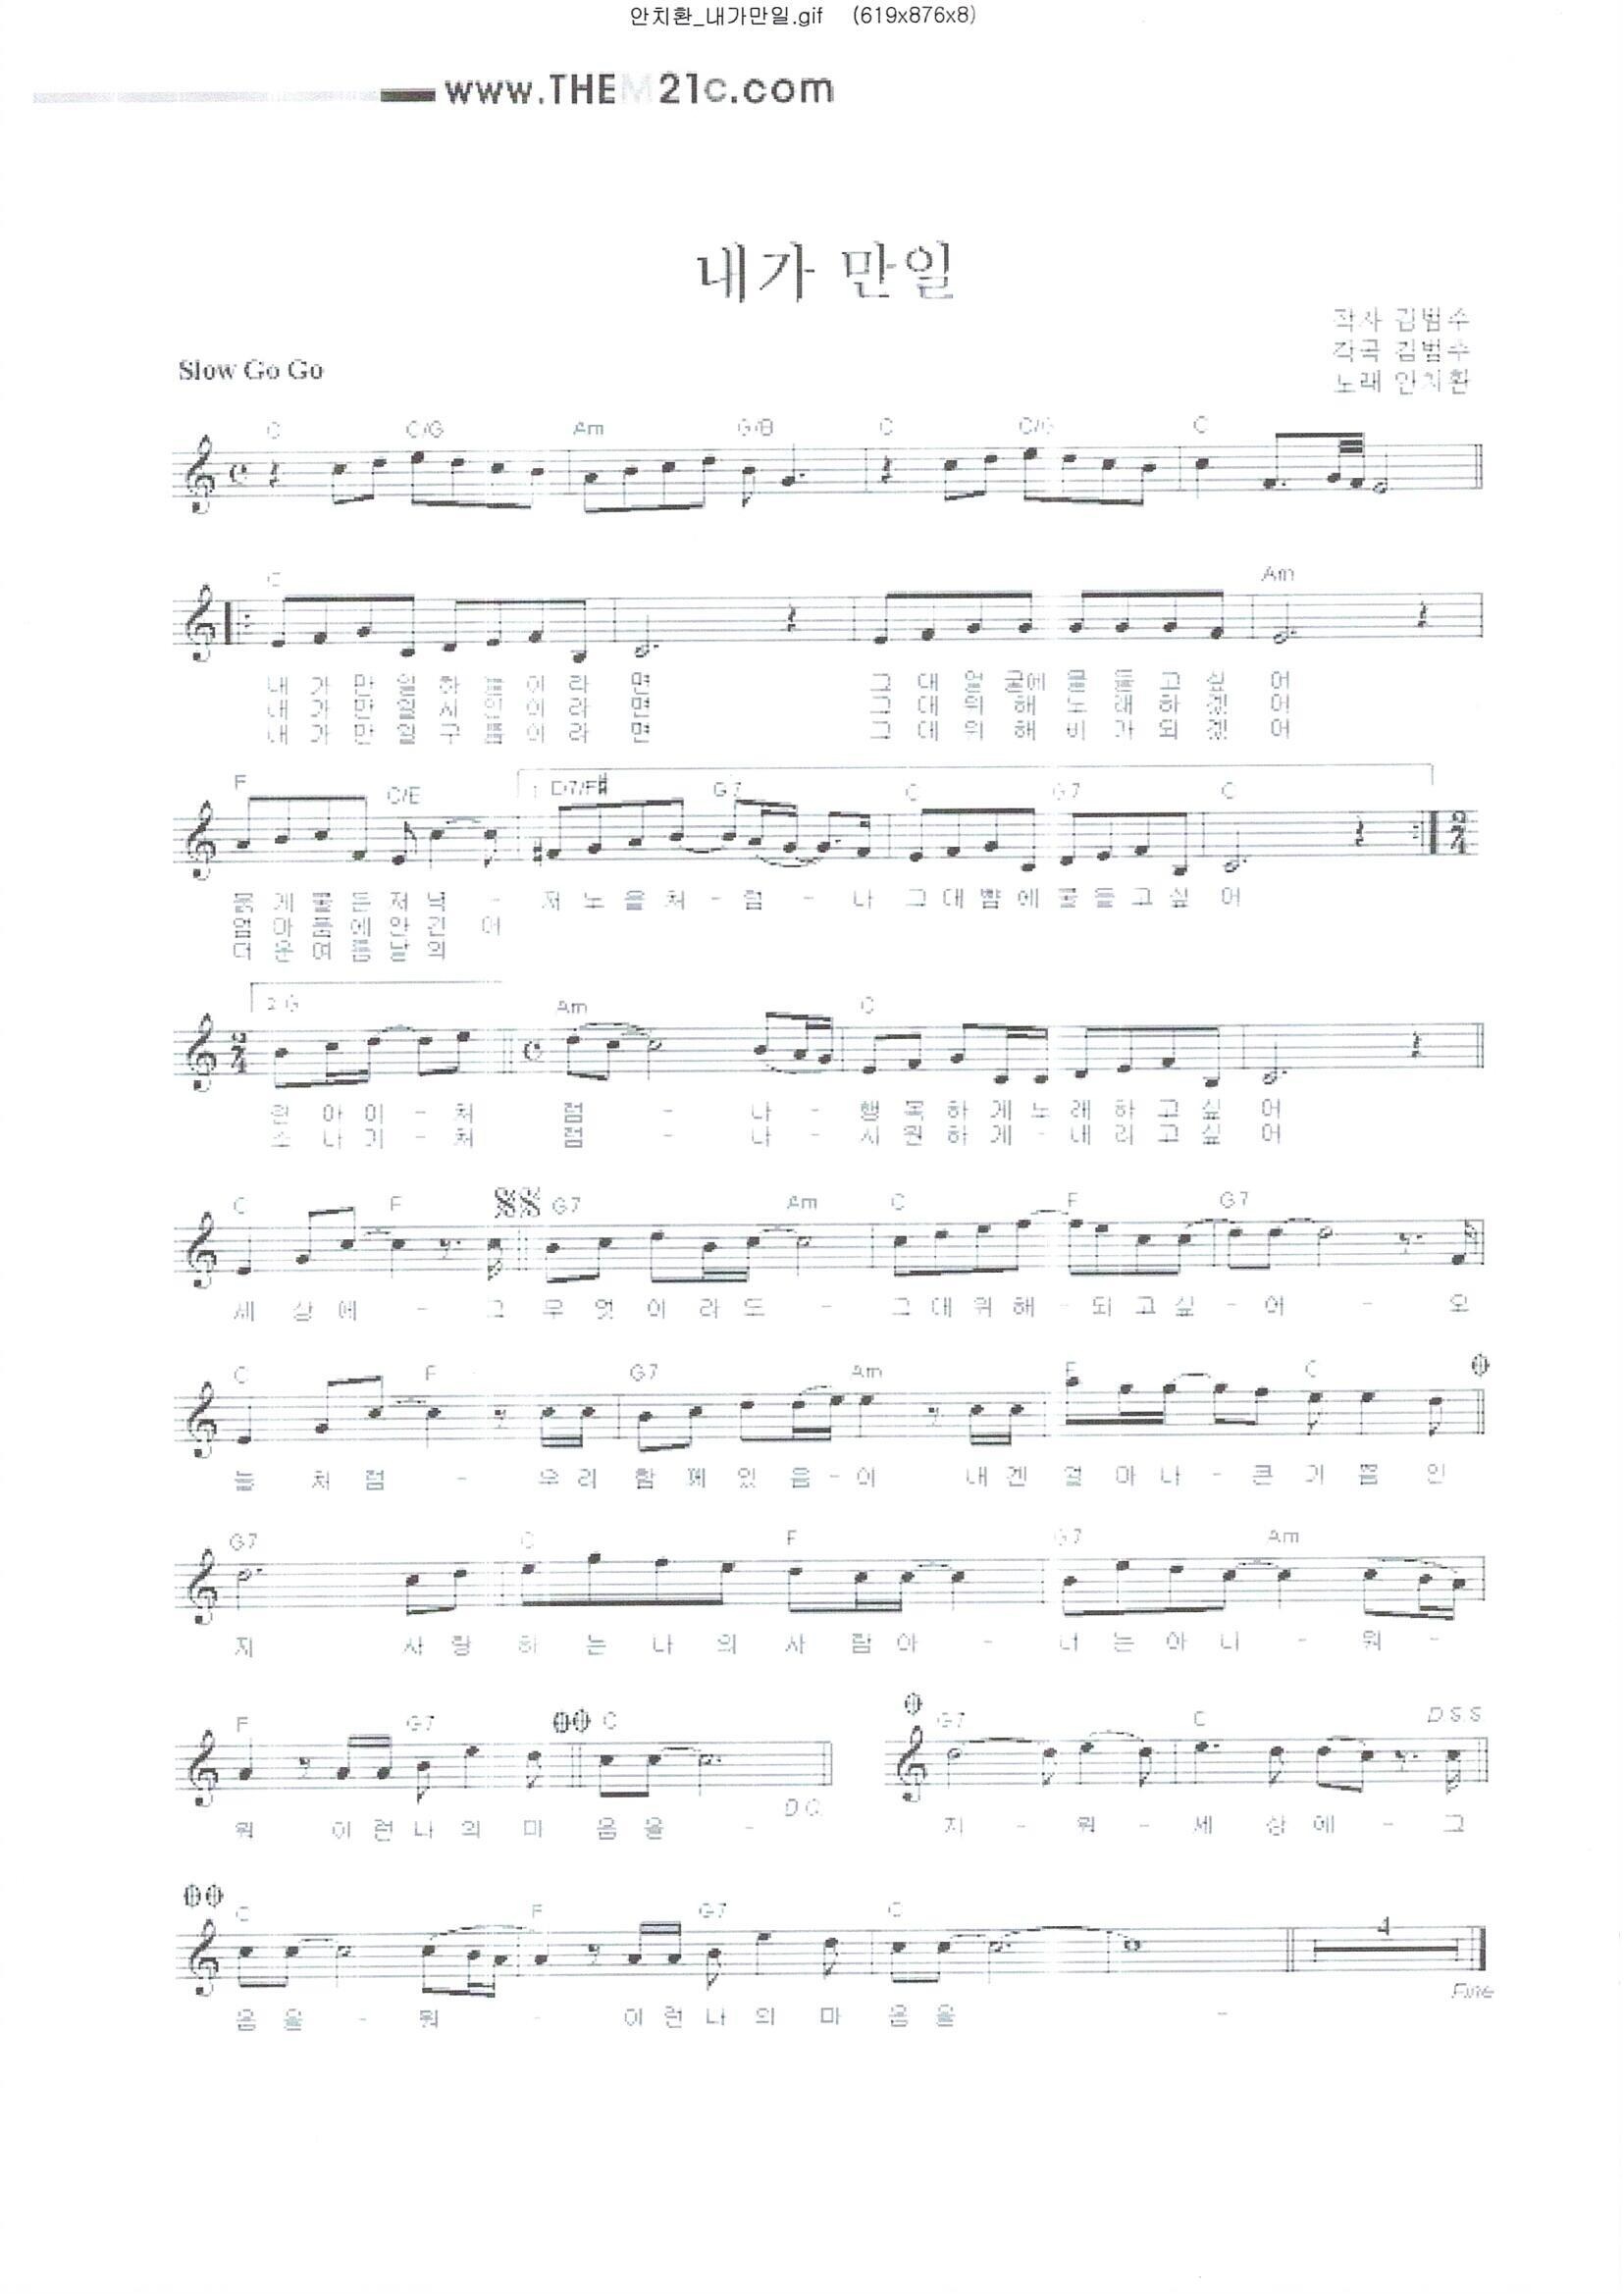 안치환_내가만일.gif (619x876x8)
www.THEM21c.com
내가 만일
작사 김범수
작곡 김범수
노래 안치환
Slow Go Go
C C/G Am G/B C C/G C
C Am
내 가 만 일 하 늘 이 라 면 그 대 얼 굴에 물 들 고 싶 어
내 가 만 일 시 인 이 라 면 그 대 위 해 노 래 하 겠 어
내 가 만 일 구 름 이 라 면 그 대 위 해 비 가 되 겠 어
F C/E 1 D7/F# G7 C G7 C
붉 게 물 든 저 녁 - 저 노 을 처 - 럼 - 나 그 대 뺨 에 물 들 고 싶 어
엄 마 품 에 안 긴 어
더 운 여 름 날 의
2 G Am C
린 아 이 - 처 럼 - 나 - 행 복 하 게 노 래 하 고 싶 어
소 나 기 - 처 럼 - 나 - 시 원 하 게 - 내 리 고 싶 어
C F G7 Am C F G7
세 상 에 - 그 무 엇 이 라 도 - 그 대 위 해 - 되 고 싶 - 어 - 오
C F G7 Am F C
늘 처 럼 - 우 리 함 께 있 음 - 이 내 겐 얼 마 나 - 큰 기 쁨 인
G7 C F G7 Am
지 사 랑 하 는 나 의 사 람 아 - 너 는 아 니 - 워 -
F G7 C G7 C D.S.S
워 이 런 나 의 마 음 을 - D.C 지 - 워 - 세 상 에 - 그
C F G7 C 4
음 을 - 워 - 이 런 나 의 마 음 을 -
Fine